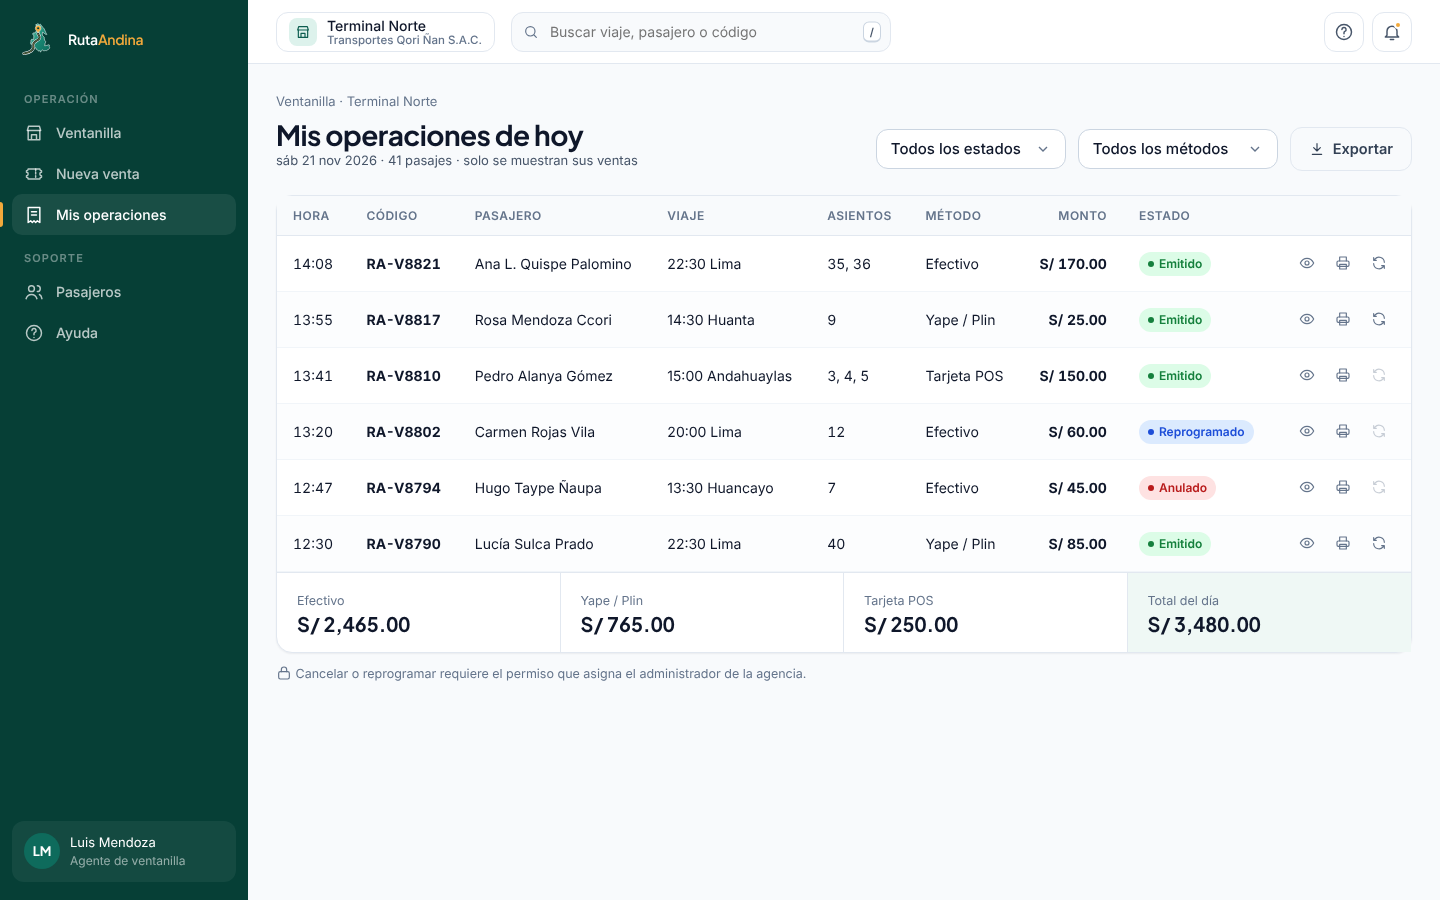 RutaAndina
OPERACIÓN
Ventanilla
Nueva venta
Mis operaciones
SOPORTE
Pasajeros
Ayuda
LM
Luis Mendoza
Agente de ventanilla
Terminal Norte
Transportes Qori Ñan S.A.C.
Buscar viaje, pasajero o código
/
Ventanilla · Terminal Norte
Mis operaciones de hoy
sáb 21 nov 2026 · 41 pasajes · solo se muestran sus ventas
Todos los estados
Todos los métodos
Exportar
HORA CÓDIGO PASAJERO VIAJE ASIENTOS MÉTODO MONTO ESTADO
14:08 RA-V8821 Ana L. Quispe Palomino 22:30 Lima 35, 36 Efectivo S/ 170.00 Emitido
13:55 RA-V8817 Rosa Mendoza Ccori 14:30 Huanta 9 Yape / Plin S/ 25.00 Emitido
13:41 RA-V8810 Pedro Alanya Gómez 15:00 Andahuaylas 3, 4, 5 Tarjeta POS S/ 150.00 Emitido
13:20 RA-V8802 Carmen Rojas Vila 20:00 Lima 12 Efectivo S/ 60.00 Reprogramado
12:47 RA-V8794 Hugo Taype Ñaupa 13:30 Huancayo 7 Efectivo S/ 45.00 Anulado
12:30 RA-V8790 Lucía Sulca Prado 22:30 Lima 40 Yape / Plin S/ 85.00 Emitido
Efectivo
S/ 2,465.00
Yape / Plin
S/ 765.00
Tarjeta POS
S/ 250.00
Total del día
S/ 3,480.00
Cancelar o reprogramar requiere el permiso que asigna el administrador de la agencia.